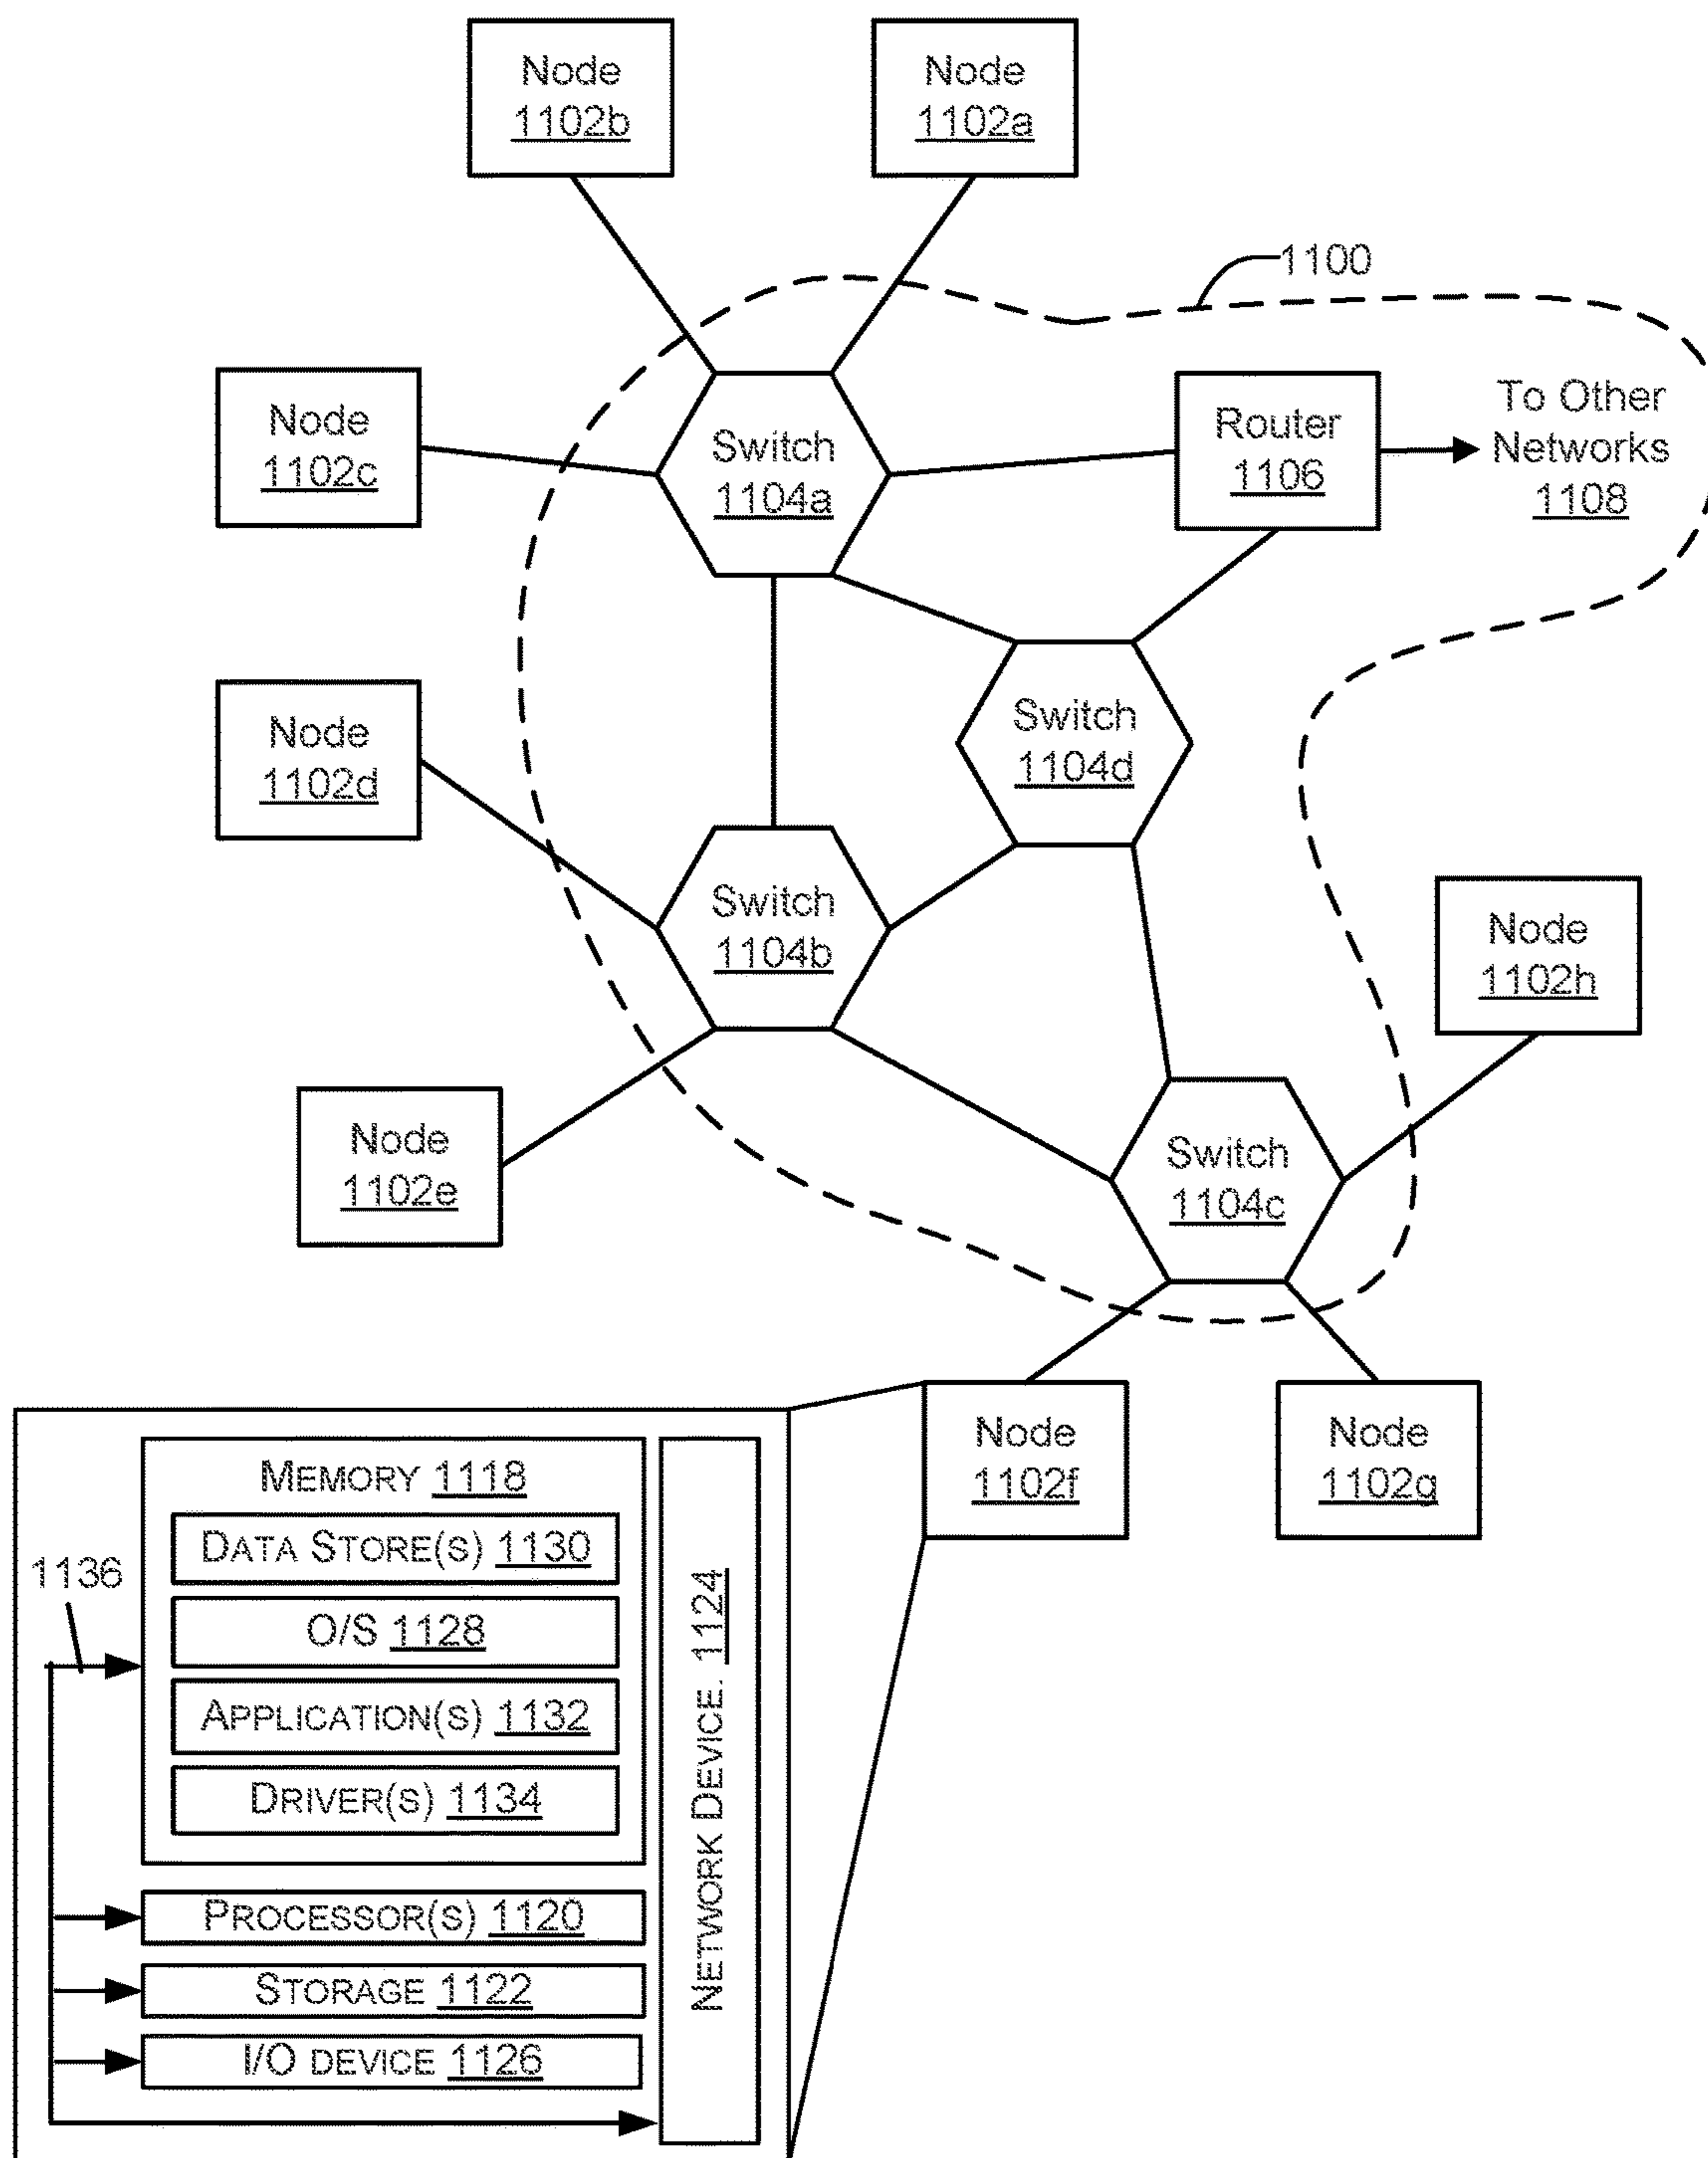 Node
1102b
Node
1102a
1100
Node
1102c
Switch
1104a
Router
1106
To Other
Networks
1108
Node
1102d
Switch
1104d
Switch
1104b
Node
1102h
Node
1102e
Switch
1104c
Node
1102f
Node
1102g
MEMORY 1118
DATA STORE(S) 1130
1136
O/S 1128
APPLICATION(S) 1132
DRIVER(S) 1134
NETWORK DEVICE. 1124
PROCESSOR(S) 1120
STORAGE 1122
I/O DEVICE 1126